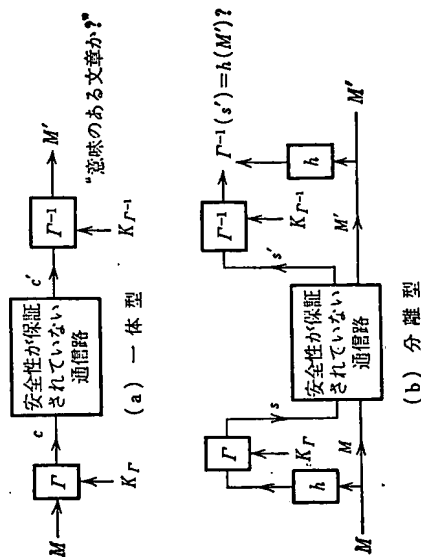 M
Γ
K_Γ
c
安全性が保証
されていない
通信路
c'
Γ⁻¹
K_Γ⁻¹
M'
"意味のある文章か?"
(a) 一体型
M
h
Γ
K_Γ
s
M
安全性が保証
されていない
通信路
s'
Γ⁻¹
K_Γ⁻¹
Γ⁻¹(s')=h(M')?
h
M'
M'
(b) 分離型